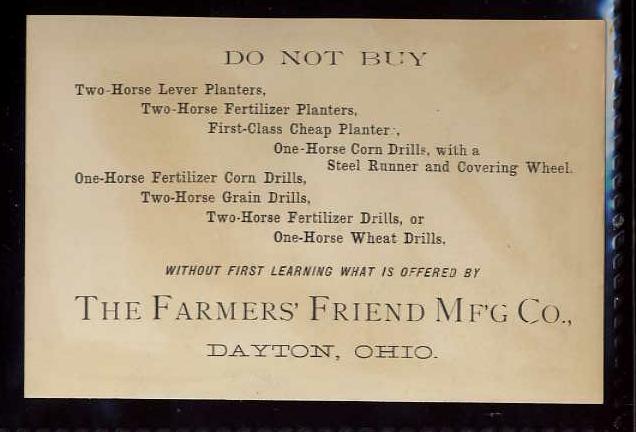 DO NOT BUY
Two-Horse Lever Planters,
Two-Horse Fertilizer Planters,
First-Class Cheap Planters,
One-Horse Corn Drills, with a
Steel Runner and Covering Wheel.
One-Horse Fertilizer Corn Drills,
Two-Horse Grain Drills,
Two-Horse Fertilizer Drills, or
One-Horse Wheat Drills,
WITHOUT FIRST LEARNING WHAT IS OFFERED BY
THE FARMERS' FRIEND MF'G CO.,
DAYTON, OHIO.